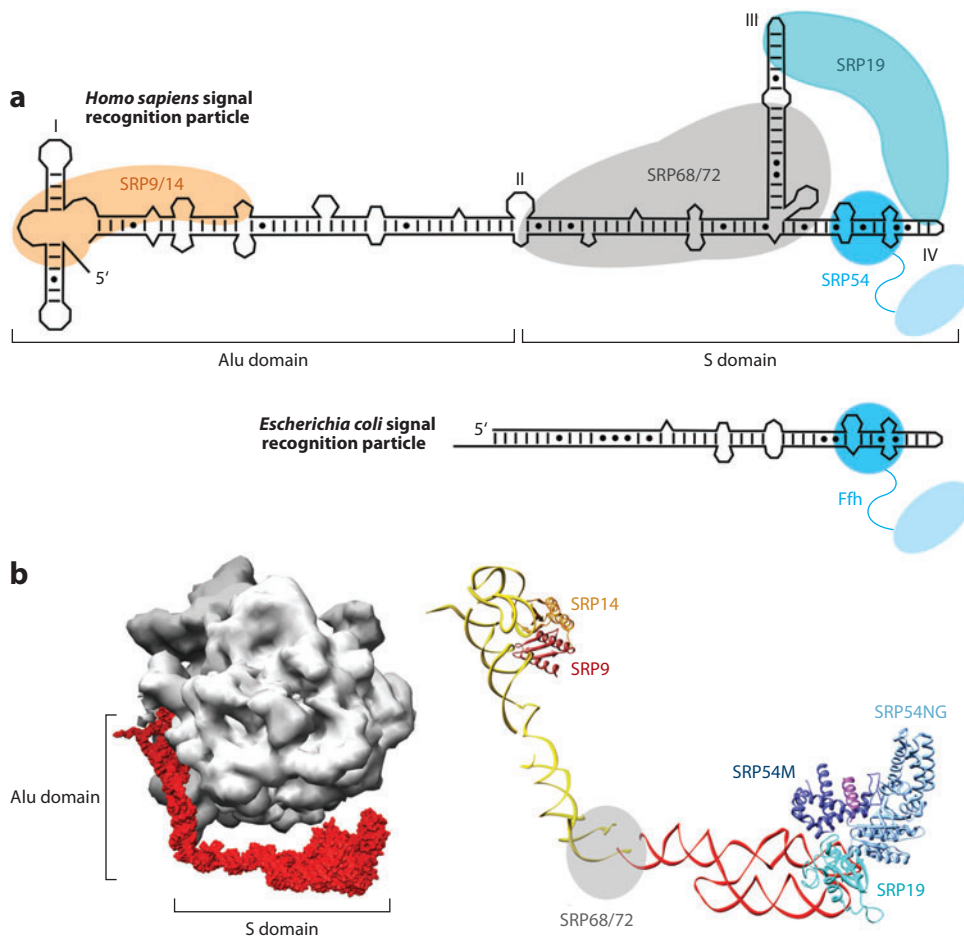 a
Homo sapiens signal
recognition particle
I
II
III
IV
SRP9/14
SRP68/72
SRP19
SRP54
5‘
Alu domain
S domain
Escherichia coli signal
recognition particle
5‘
Ffh
b
Alu domain
S domain
SRP14
SRP9
SRP54NG
SRP54M
SRP19
SRP68/72